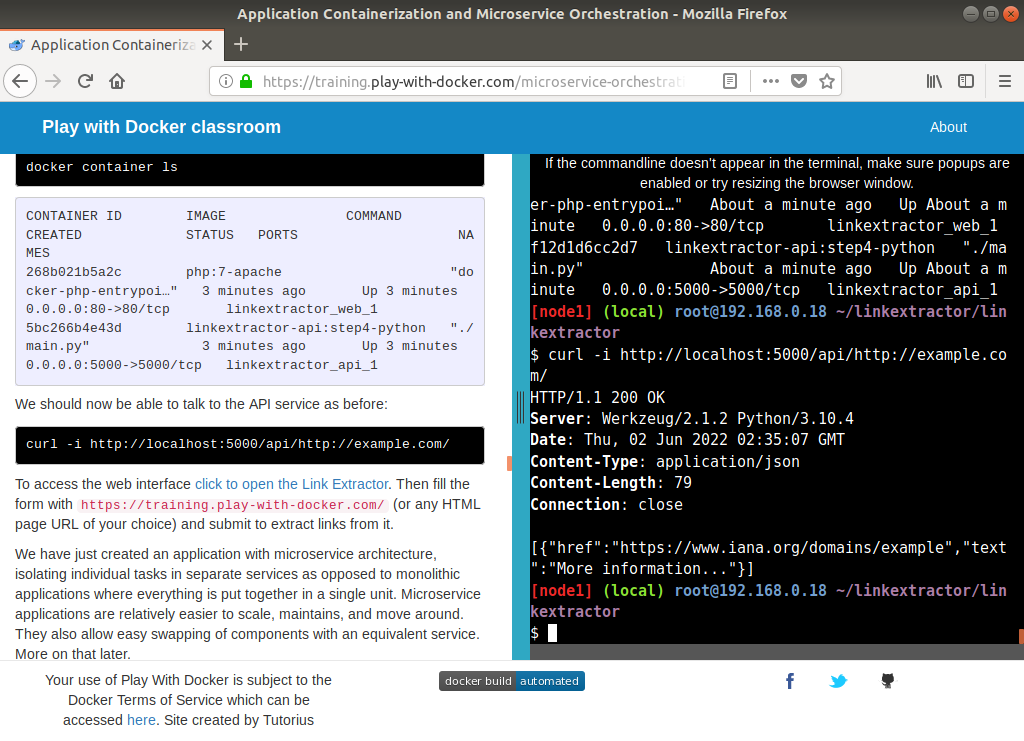 Application Containerization and Microservice Orchestration - Mozilla Firefox
Application Containeriza
https://training.play-with-docker.com/microservice-orchestrati
Play with Docker classroom
About
docker container ls
CONTAINER ID        IMAGE               COMMAND
CREATED             STATUS   PORTS                    NA
MES
268b021b5a2c        php:7-apache                     "do
cker-php-entrypoi…"   3 minutes ago       Up 3 minutes
0.0.0.0:80->80/tcp       linkextractor_web_1
5bc266b4e43d        linkextractor-api:step4-python   "./
main.py"              3 minutes ago       Up 3 minutes
0.0.0.0:5000->5000/tcp   linkextractor_api_1
We should now be able to talk to the API service as before:
curl -i http://localhost:5000/api/http://example.com/
To access the web interface click to open the Link Extractor. Then fill the
form with https://training.play-with-docker.com/ (or any HTML
page URL of your choice) and submit to extract links from it.
We have just created an application with microservice architecture,
isolating individual tasks in separate services as opposed to monolithic
applications where everything is put together in a single unit. Microservice
applications are relatively easier to scale, maintains, and move around.
They also allow easy swapping of components with an equivalent service.
More on that later.
If the commandline doesn't appear in the terminal, make sure popups are
enabled or try resizing the browser window.
er-php-entrypoi…"   About a minute ago   Up About a m
inute   0.0.0.0:80->80/tcp       linkextractor_web_1
f12d1d6cc2d7   linkextractor-api:step4-python   "./ma
in.py"              About a minute ago   Up About a m
inute   0.0.0.0:5000->5000/tcp   linkextractor_api_1
[node1] (local) root@192.168.0.18 ~/linkextractor/lin
kextractor
$ curl -i http://localhost:5000/api/http://example.co
m/
HTTP/1.1 200 OK
Server: Werkzeug/2.1.2 Python/3.10.4
Date: Thu, 02 Jun 2022 02:35:07 GMT
Content-Type: application/json
Content-Length: 79
Connection: close
[{"href":"https://www.iana.org/domains/example","text
":"More information..."}]
[node1] (local) root@192.168.0.18 ~/linkextractor/lin
kextractor
$
Your use of Play With Docker is subject to the
Docker Terms of Service which can be
accessed here. Site created by Tutorius
docker build automated